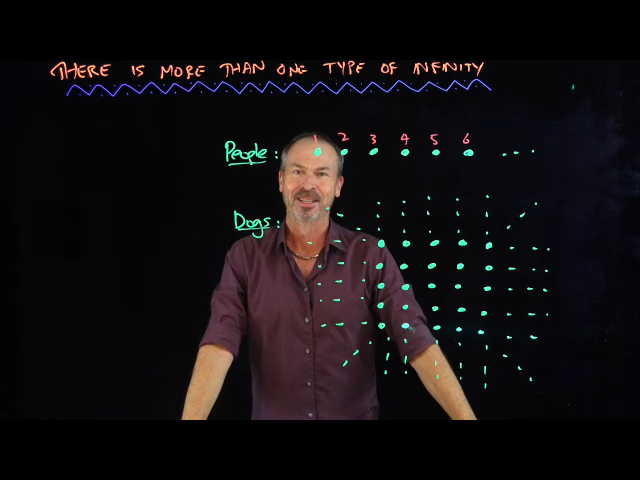 THERE IS MORE THAN ONE TYPE OF INFINITY
1 2 3 4 5 6
People :
Dogs :